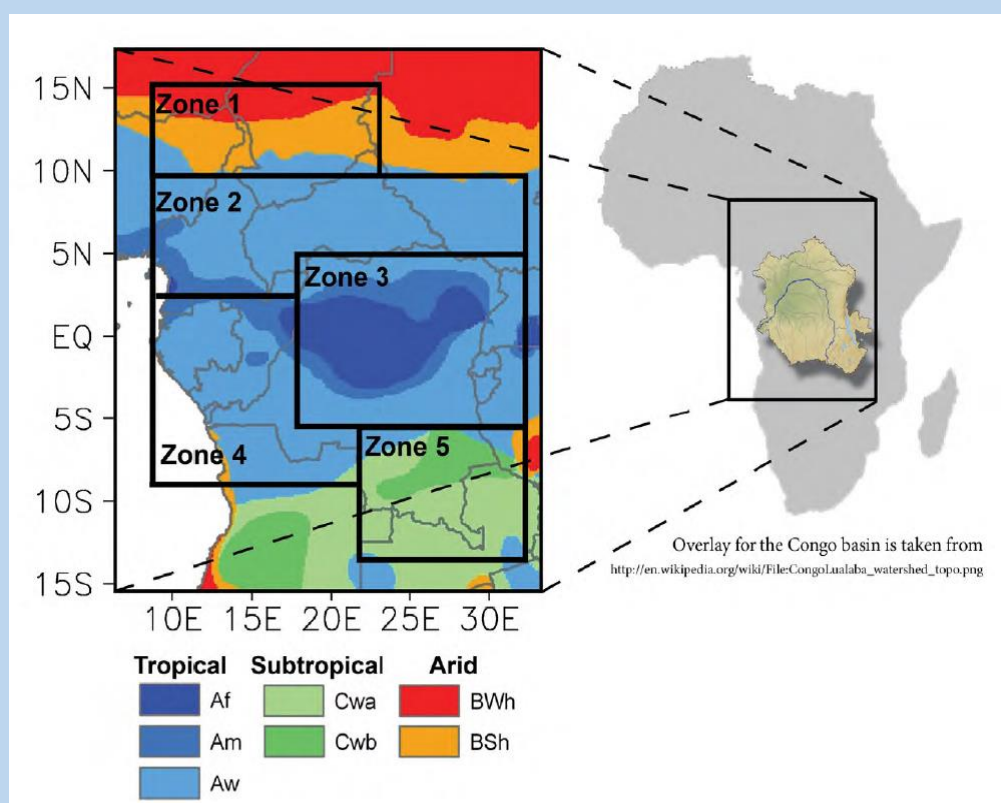 15N
10N
5N
EQ
5S
10S
15S
Zone 1
Zone 2
Zone 3
Zone 4
Zone 5
10E 15E 20E 25E 30E
Overlay for the Congo basin is taken from
http://en.wikipedia.org/wiki/File:CongoLualaba_watershed_topo.png
Tropical Subtropical Arid
Af Cwa BWh
Am Cwb BSh
Aw